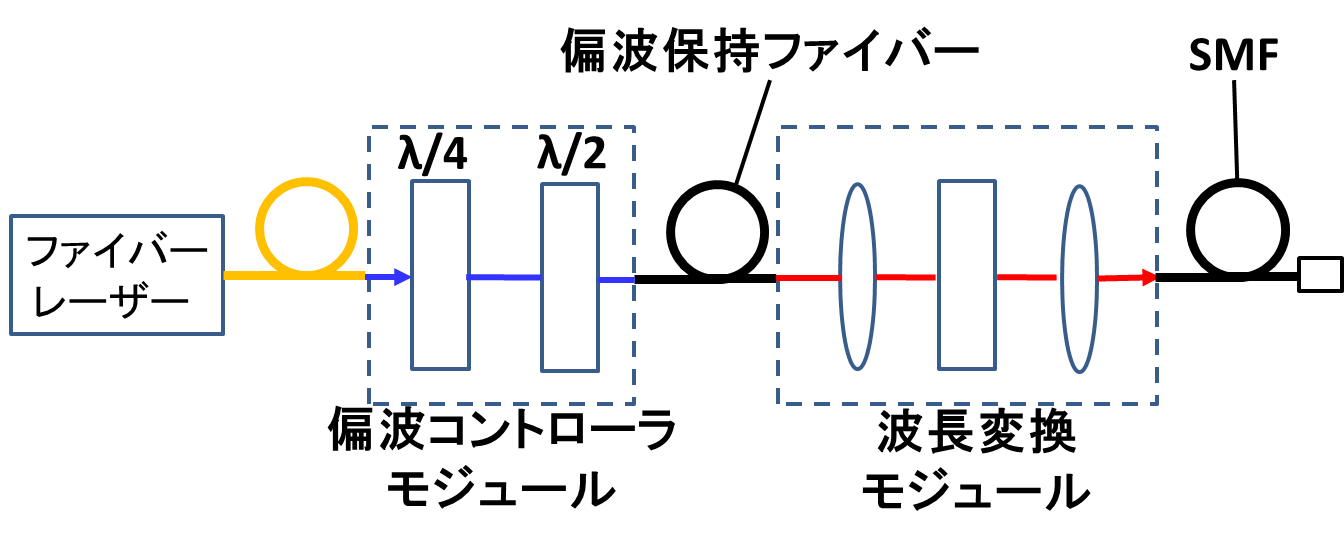 偏波保持ファイバー
SMF
λ/4
λ/2
ファイバー
レーザー
偏波コントローラ
モジュール
波長変換
モジュール